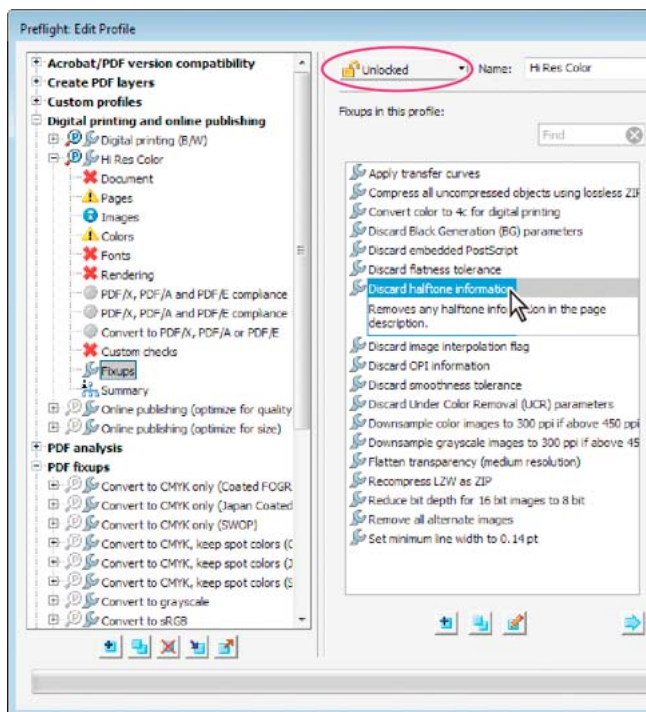 Preflight: Edit Profile
Acrobat/PDF version compatibility
Create PDF layers
Custom profiles
Digital printing and online publishing
Digital printing (B/W)
Hi Res Color
Document
Pages
Images
Colors
Fonts
Rendering
PDF/X, PDF/A and PDF/E compliance
PDF/X, PDF/A and PDF/E compliance
Convert to PDF/X, PDF/A or PDF/E
Custom checks
Fixups
Summary
Online publishing (optimize for quality
Online publishing (optimize for size)
PDF analysis
PDF fixups
Convert to CMYK only (Coated FOGR
Convert to CMYK only (Japan Coated
Convert to CMYK only (SWOP)
Convert to CMYK, keep spot colors (C
Convert to CMYK, keep spot colors (J
Convert to CMYK, keep spot colors (S
Convert to grayscale
Convert to sRGB
Unlocked
Name: Hi Res Color
Fixups in this profile:
Find
Apply transfer curves
Compress all uncompressed objects using lossless ZIP
Convert color to 4c for digital printing
Discard Black Generation (BG) parameters
Discard embedded PostScript
Discard flatness tolerance
Discard halftone information
Removes any halftone information in the page
description.
Discard image interpolation flag
Discard OPI information
Discard smoothness tolerance
Discard Under Color Removal (UCR) parameters
Downsample color images to 300 ppi if above 450 ppi
Downsample grayscale images to 300 ppi if above 45
Flatten transparency (medium resolution)
Recompress LZW as ZIP
Reduce bit depth for 16 bit images to 8 bit
Remove all alternate images
Set minimum line width to 0.14 pt